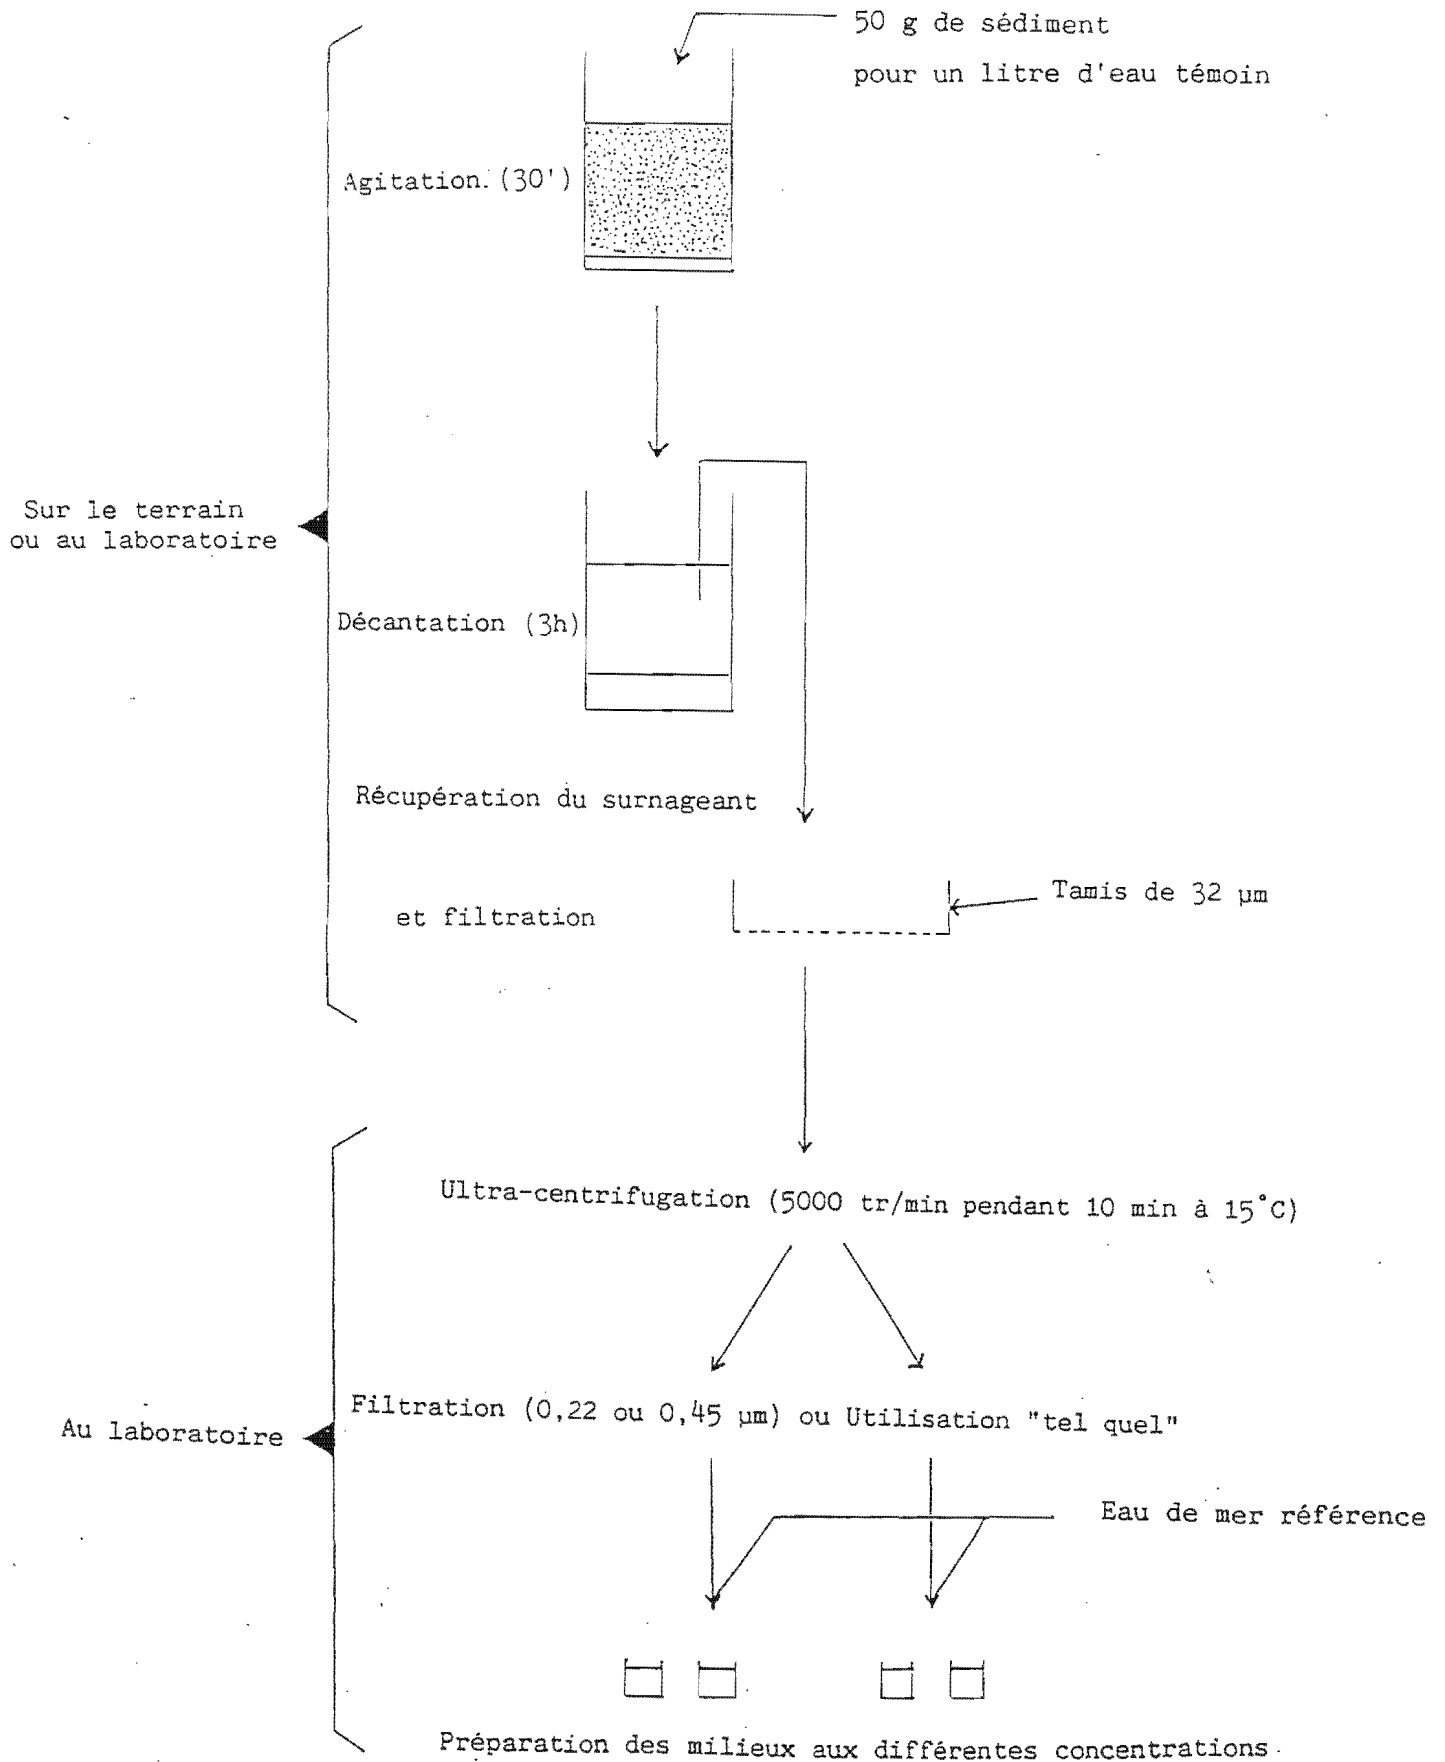 50 g de sédiment
pour un litre d'eau témoin
Agitation. (30')
Sur le terrain
ou au laboratoire
Décantation (3h)
Récupération du surnageant
et filtration
Tamis de 32 µm
Ultra-centrifugation (5000 tr/min pendant 10 min à 15°C)
Filtration (0,22 ou 0,45 µm) ou Utilisation "tel quel"
Au laboratoire
Eau de mer référence
Préparation des milieux aux différentes concentrations